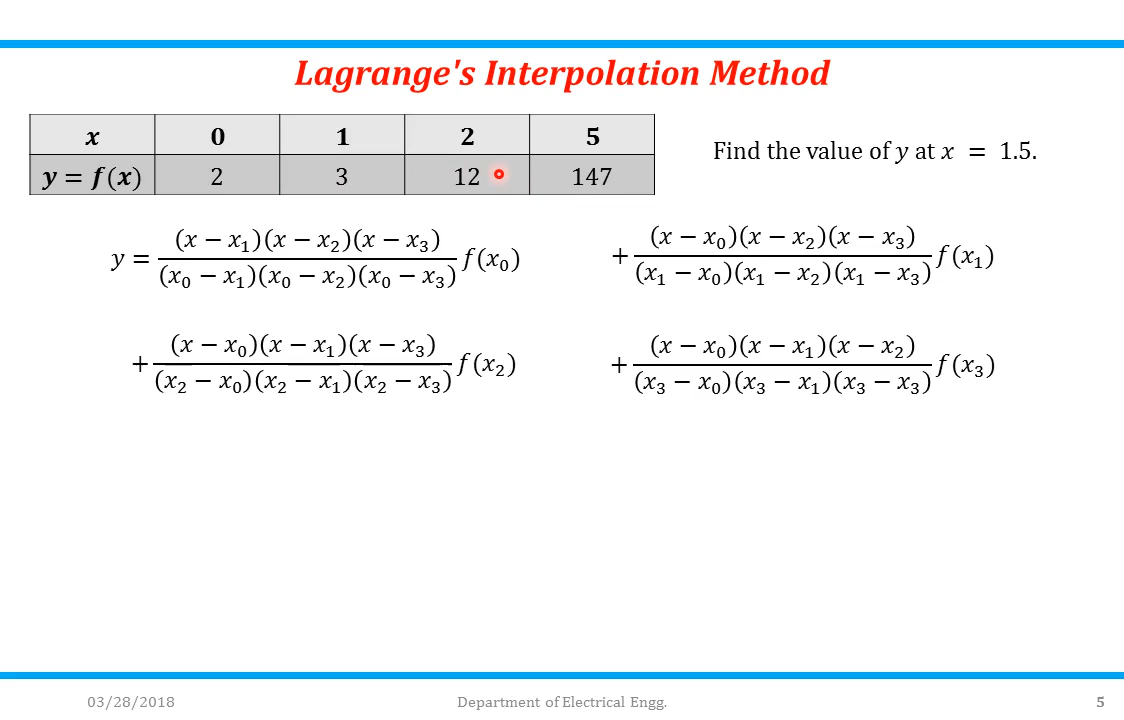 Lagrange's Interpolation Method
x 0 1 2 5
y = f(x) 2 3 12 147
Find the value of y at x = 1.5.
y = (x − x₁)(x − x₂)(x − x₃) / (x₀ − x₁)(x₀ − x₂)(x₀ − x₃) f(x₀)
+ (x − x₀)(x − x₂)(x − x₃) / (x₁ − x₀)(x₁ − x₂)(x₁ − x₃) f(x₁)
+ (x − x₀)(x − x₁)(x − x₃) / (x₂ − x₀)(x₂ − x₁)(x₂ − x₃) f(x₂)
+ (x − x₀)(x − x₁)(x − x₂) / (x₃ − x₀)(x₃ − x₁)(x₃ − x₃) f(x₃)
03/28/2018 Department of Electrical Engg. 5